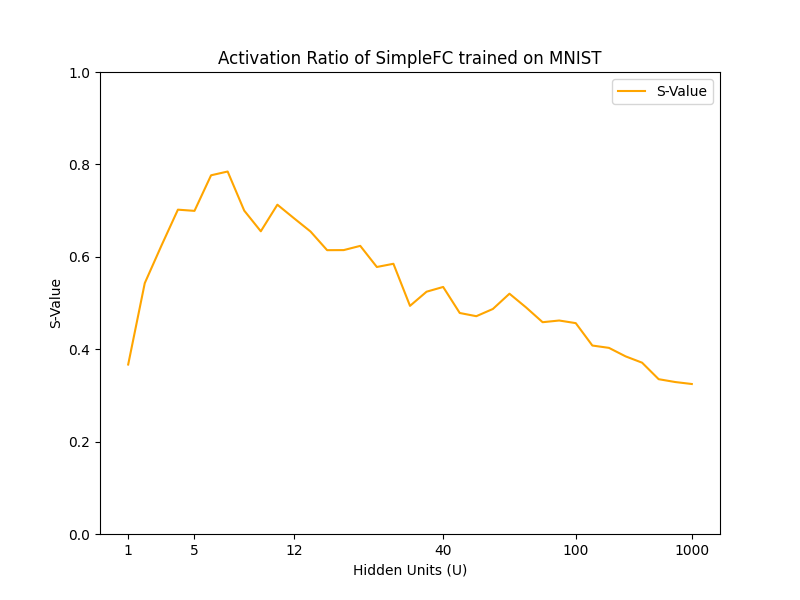 Activation Ratio of SimpleFC trained on MNIST
S-Value
1.0
0.8
0.6
0.4
0.2
0.0
S-Value
1 5 12 40 100 1000
Hidden Units (U)